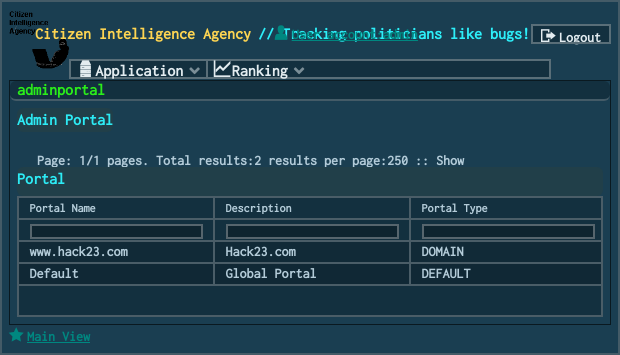 Citizen
Intelligence
Agency
Citizen Intelligence Agency // Tracking politicians like bugs!
Logout
Application Ranking
adminportal
Admin Portal
Page: 1/1 pages. Total results:2 results per page:250 :: Show
Portal
Portal Name Description Portal Type
www.hack23.com Hack23.com DOMAIN
Default Global Portal DEFAULT
Main View